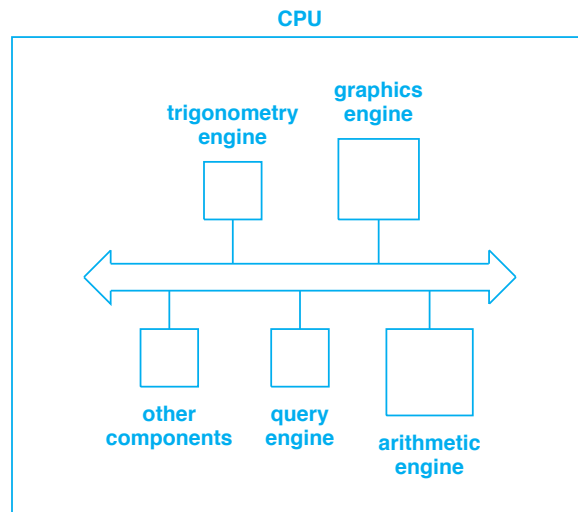 CPU
graphics
engine
trigonometry
engine
other
components
query
engine
arithmetic
engine